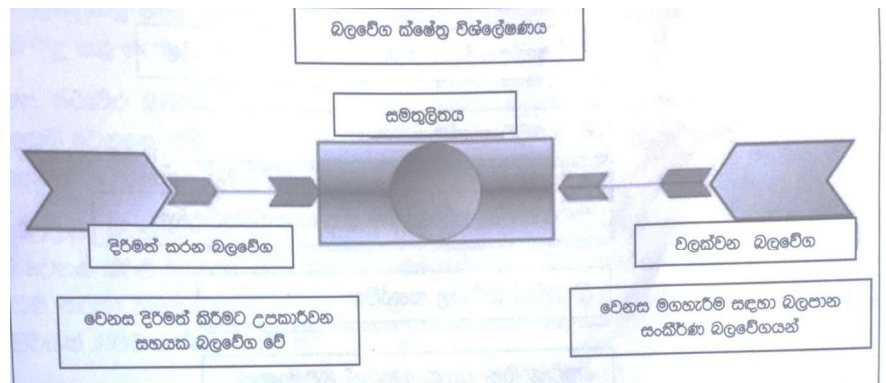 බලවේග ක්ෂේත්‍ර විශ්ලේෂණය
සමතුලිතය
දිරිමත් කරන බලවේග
වලක්වන බලවේග
වෙනස දිරිමත් කිරීමට උපකාරීවන
සහයක බලවේග වේ
වෙනස මගහැරීම සඳහා බලපාන
සංකීර්ණ බලවේගයන්